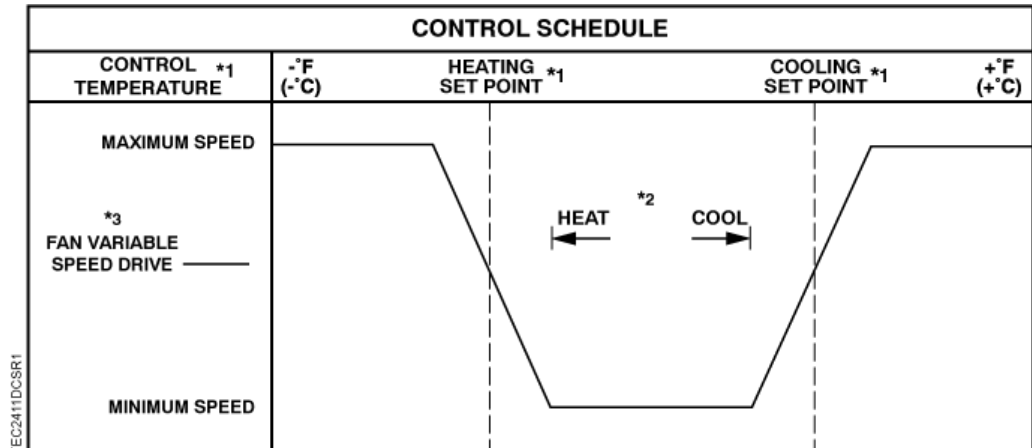 CONTROL SCHEDULE
CONTROL *1
TEMPERATURE
-°F
(-°C)
HEATING *1
SET POINT
COOLING *1
SET POINT
+°F
(+°C)
MAXIMUM SPEED
*3
FAN VARIABLE
SPEED DRIVE
*2
HEAT
COOL
MINIMUM SPEED
EC2411DCSR1